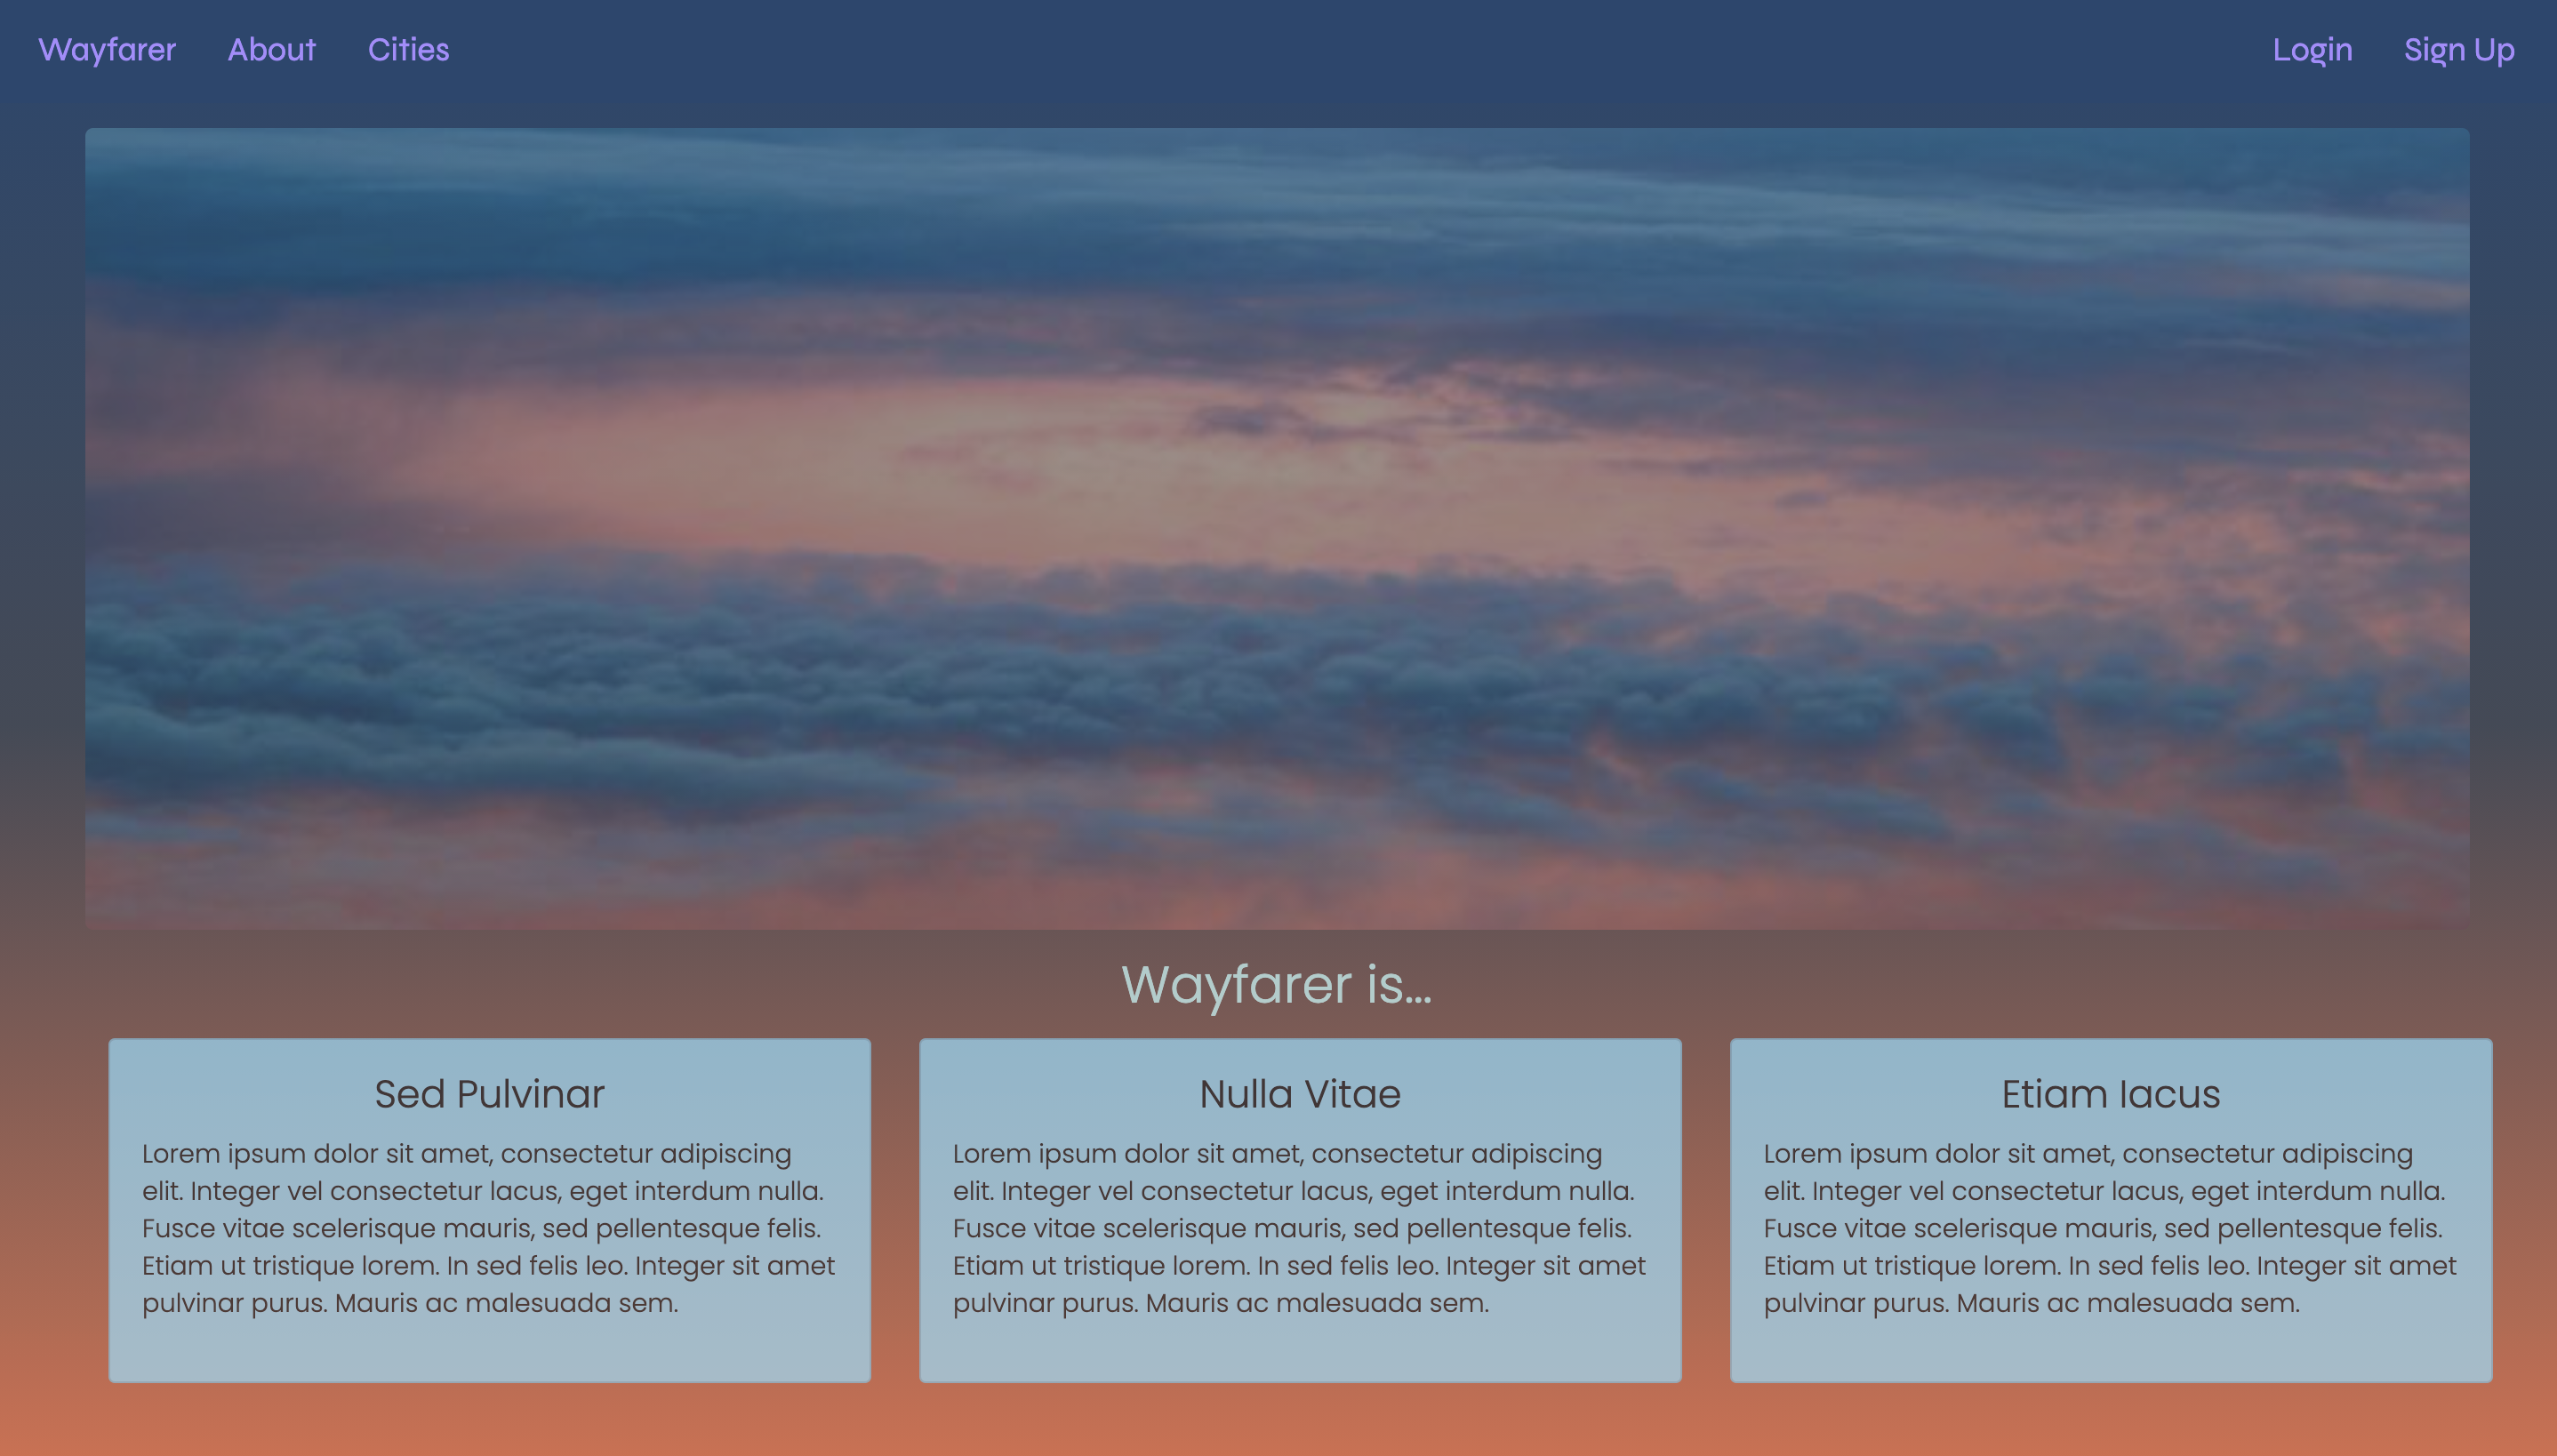 Wayfarer About Cities Login Sign Up
Wayfarer is...
Sed Pulvinar
Lorem ipsum dolor sit amet, consectetur adipiscing
elit. Integer vel consectetur lacus, eget interdum nulla.
Fusce vitae scelerisque mauris, sed pellentesque felis.
Etiam ut tristique lorem. In sed felis leo. Integer sit amet
pulvinar purus. Mauris ac malesuada sem.
Nulla Vitae
Lorem ipsum dolor sit amet, consectetur adipiscing
elit. Integer vel consectetur lacus, eget interdum nulla.
Fusce vitae scelerisque mauris, sed pellentesque felis.
Etiam ut tristique lorem. In sed felis leo. Integer sit amet
pulvinar purus. Mauris ac malesuada sem.
Etiam Iacus
Lorem ipsum dolor sit amet, consectetur adipiscing
elit. Integer vel consectetur lacus, eget interdum nulla.
Fusce vitae scelerisque mauris, sed pellentesque felis.
Etiam ut tristique lorem. In sed felis leo. Integer sit amet
pulvinar purus. Mauris ac malesuada sem.